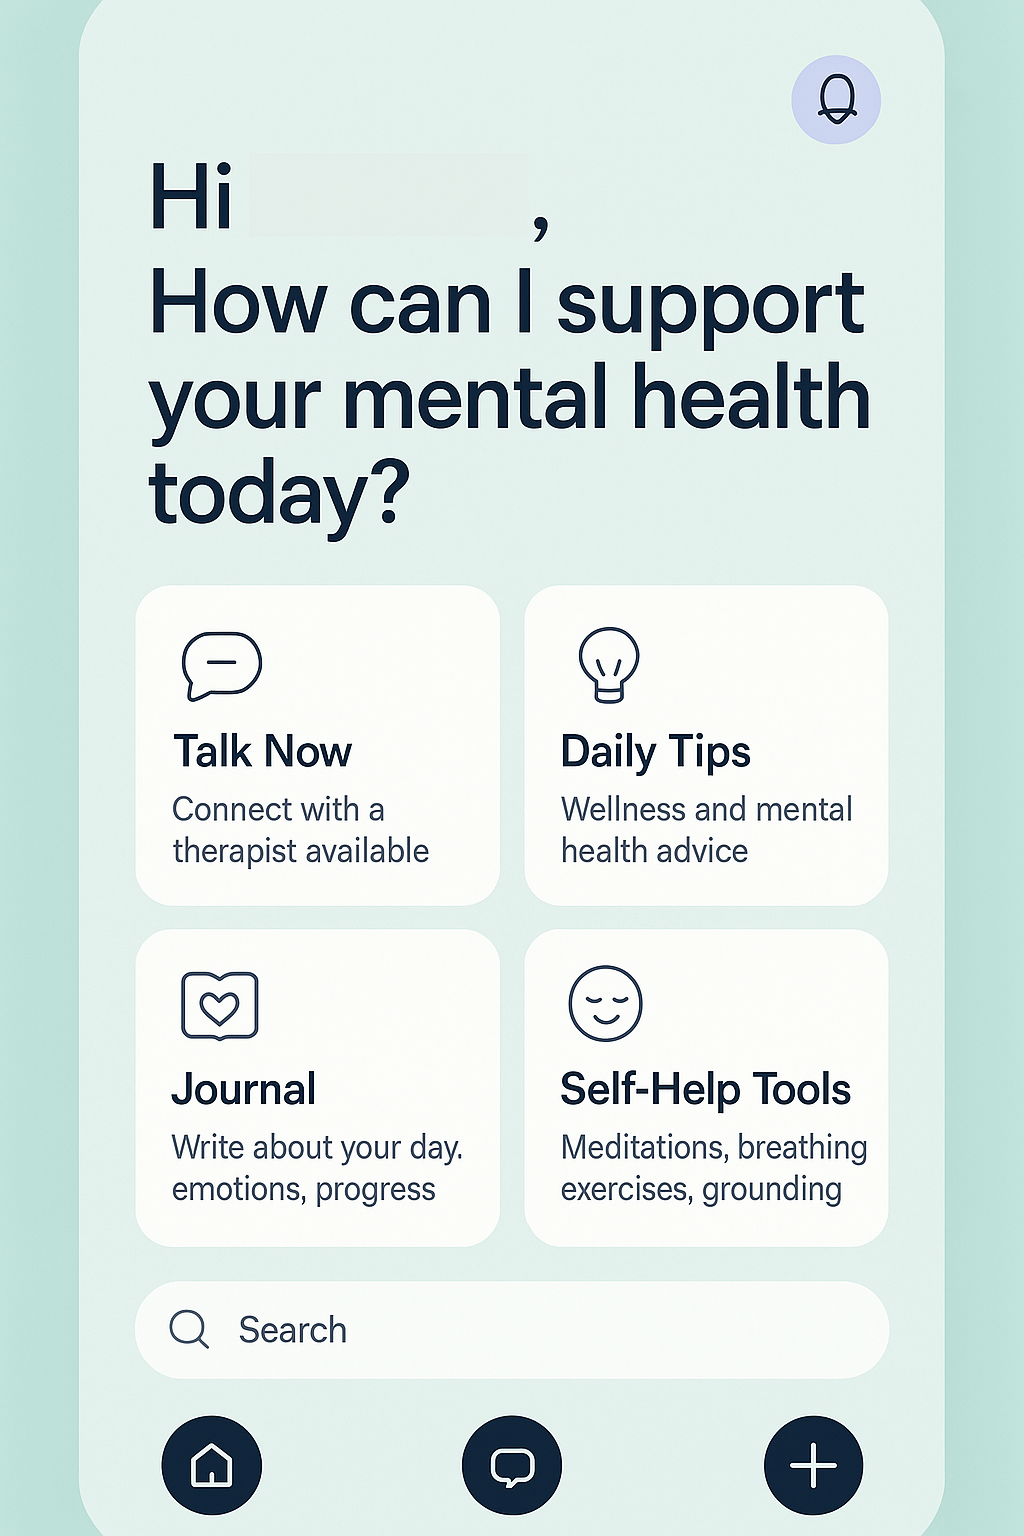 Hi ,
How can I support
your mental health
today?
Talk Now
Connect with a
therapist available
Daily Tips
Wellness and mental
health advice
Journal
Write about your day.
emotions, progress
Self-Help Tools
Meditations, breathing
exercises, grounding
Search